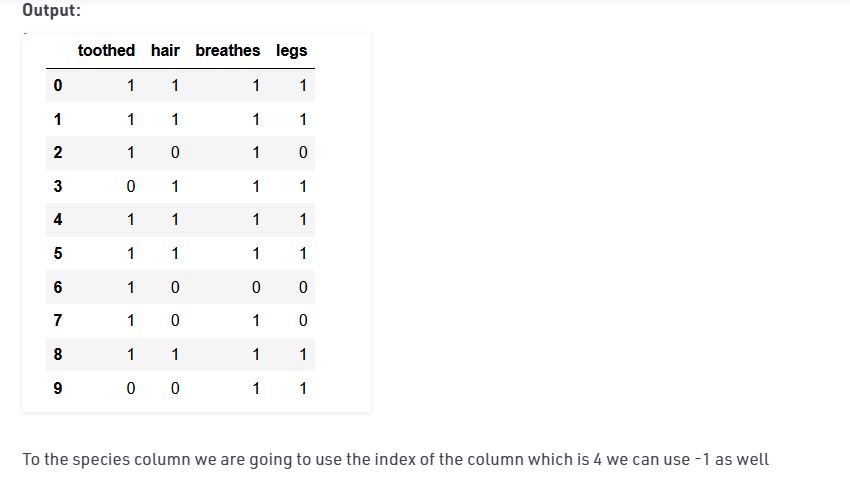 Output:
toothed hair breathes legs
0 1 1 1 1
1 1 1 1 1
2 1 0 1 0
3 0 1 1 1
4 1 1 1 1
5 1 1 1 1
6 1 0 0 0
7 1 0 1 0
8 1 1 1 1
9 0 0 1 1
To the species column we are going to use the index of the column which is 4 we can use -1 as well